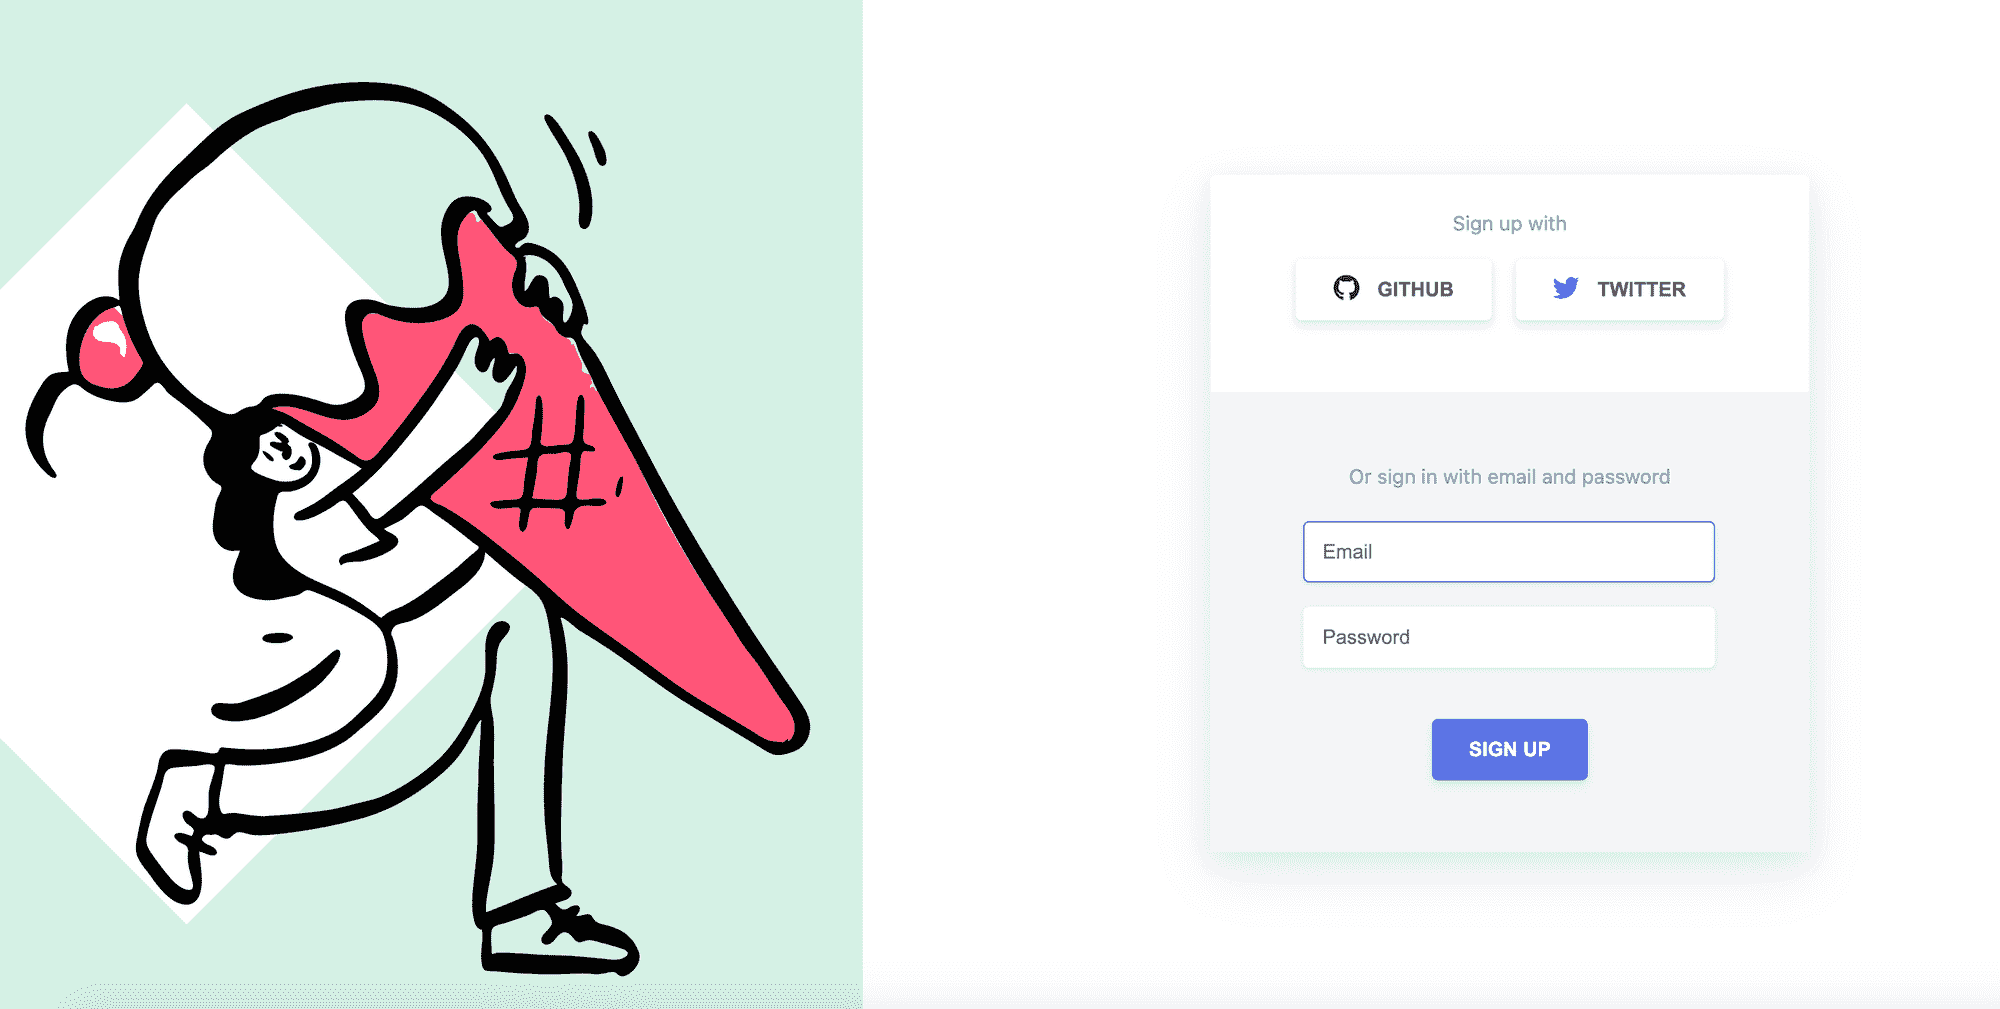 Sign up with
GITHUB
TWITTER
Or sign in with email and password
Email
Password
SIGN UP